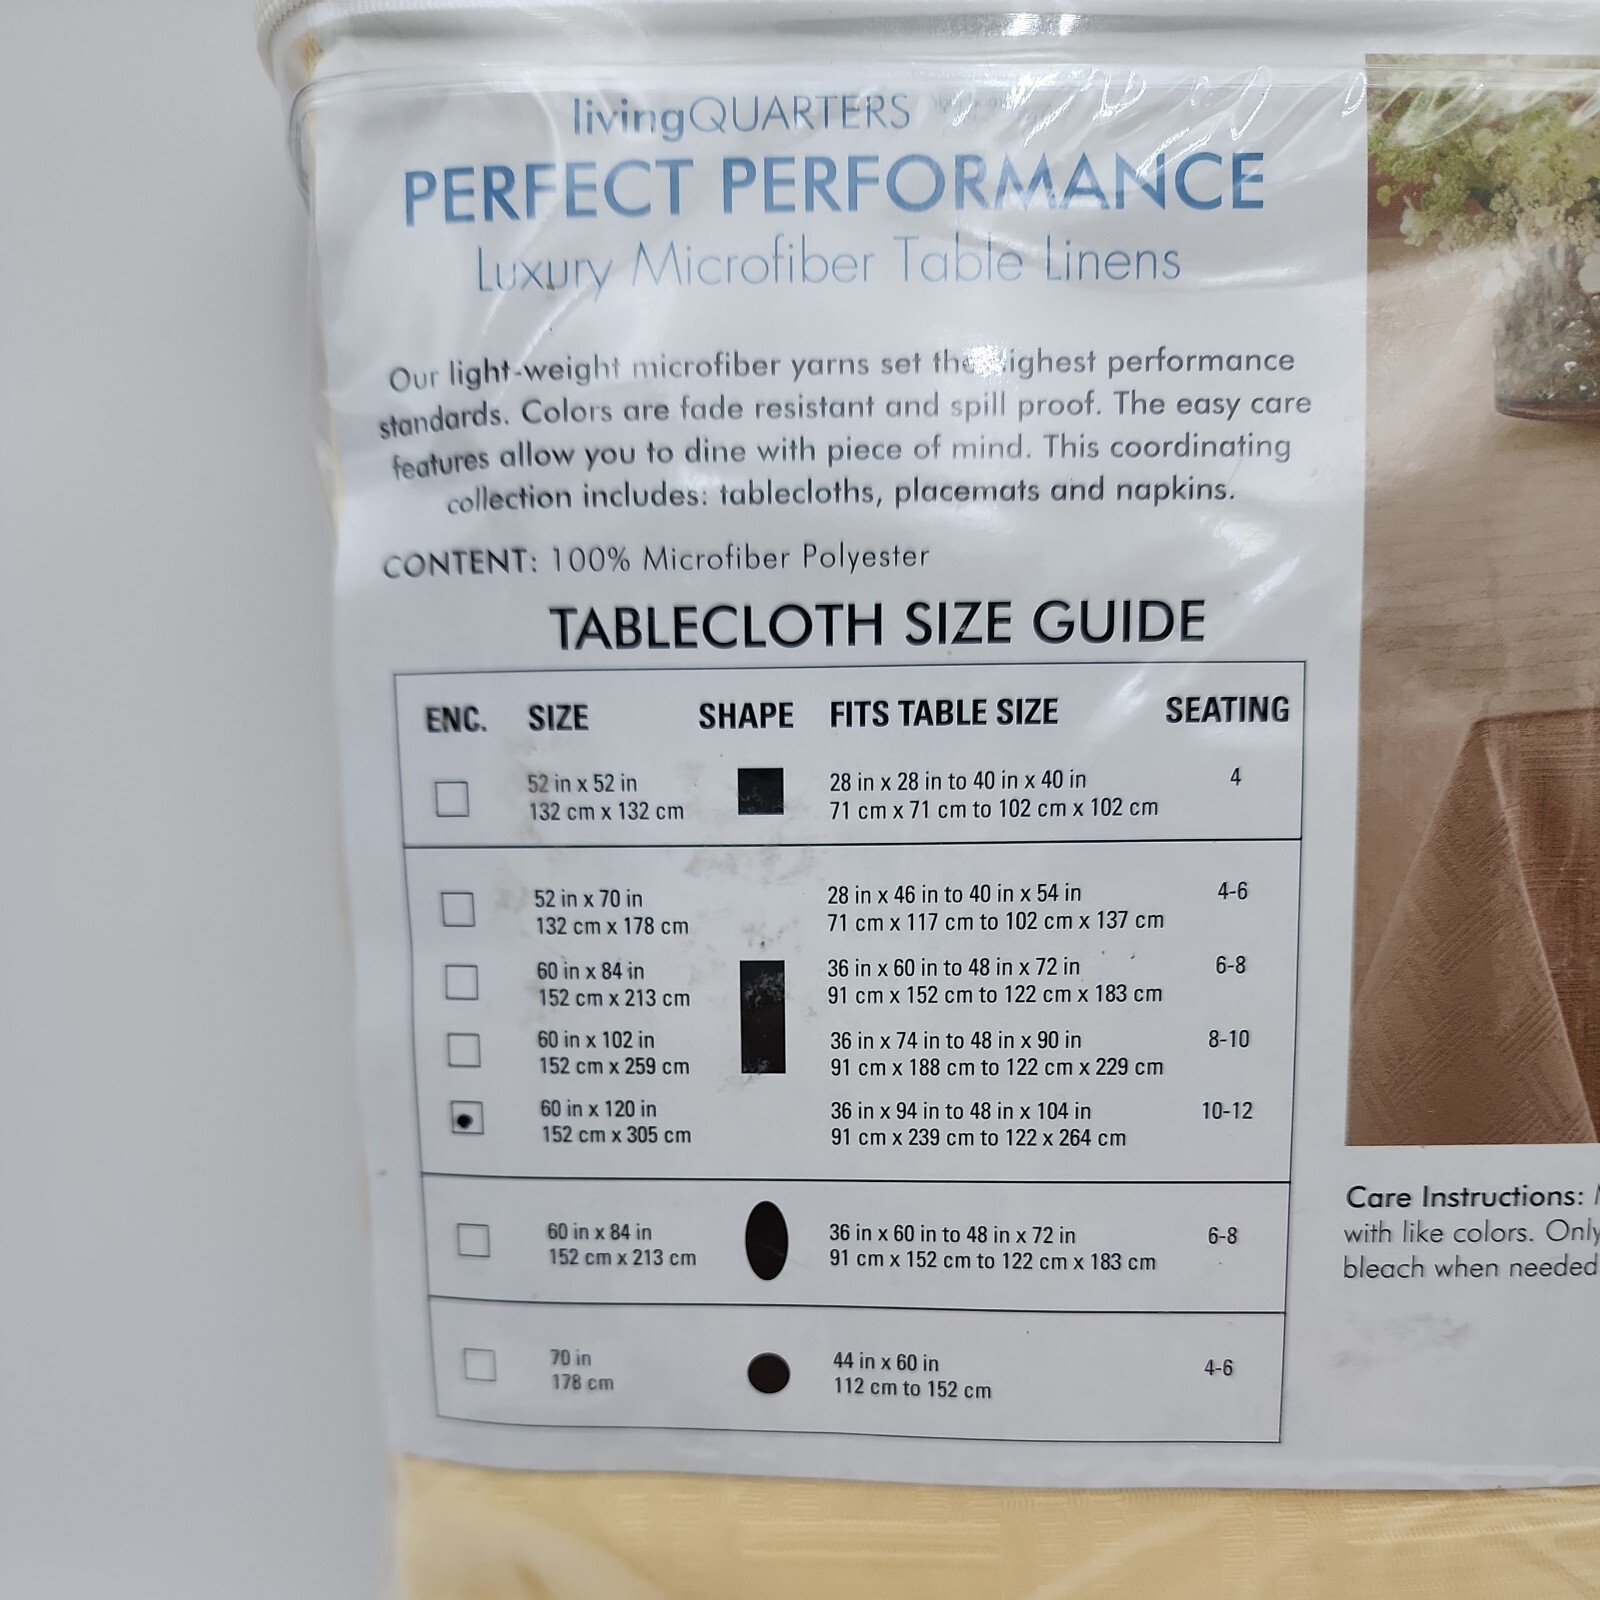 livingQUARTERS
PERFECT PERFORMANCE
Luxury Microfiber Table Linens
Our light-weight microfiber yarns set the highest performance
standards. Colors are fade resistant and spill proof. The easy care
features allow you to dine with piece of mind. This coordinating
collection includes: tablecloths, placemats and napkins.
CONTENT: 100% Microfiber Polyester
TABLECLOTH SIZE GUIDE
ENC. SIZE SHAPE FITS TABLE SIZE SEATING
52 in x 52 in 28 in x 28 in to 40 in x 40 in 4
132 cm x 132 cm 71 cm x 71 cm to 102 cm x 102 cm
52 in x 70 in 28 in x 46 in to 40 in x 54 in 4-6
132 cm x 178 cm 71 cm x 117 cm to 102 cm x 137 cm
60 in x 84 in 36 in x 60 in to 48 in x 72 in 6-8
152 cm x 213 cm 91 cm x 152 cm to 122 cm x 183 cm
60 in x 102 in 36 in x 74 in to 48 in x 90 in 8-10
152 cm x 259 cm 91 cm x 188 cm to 122 cm x 229 cm
60 in x 120 in 36 in x 94 in to 48 in x 104 in 10-12
152 cm x 305 cm 91 cm x 239 cm to 122 x 264 cm
60 in x 84 in 36 in x 60 in to 48 in x 72 in 6-8
152 cm x 213 cm 91 cm x 152 cm to 122 cm x 183 cm
70 in 44 in x 60 in 4-6
178 cm 112 cm to 152 cm
Care Instructions:
with like colors. Only
bleach when needed